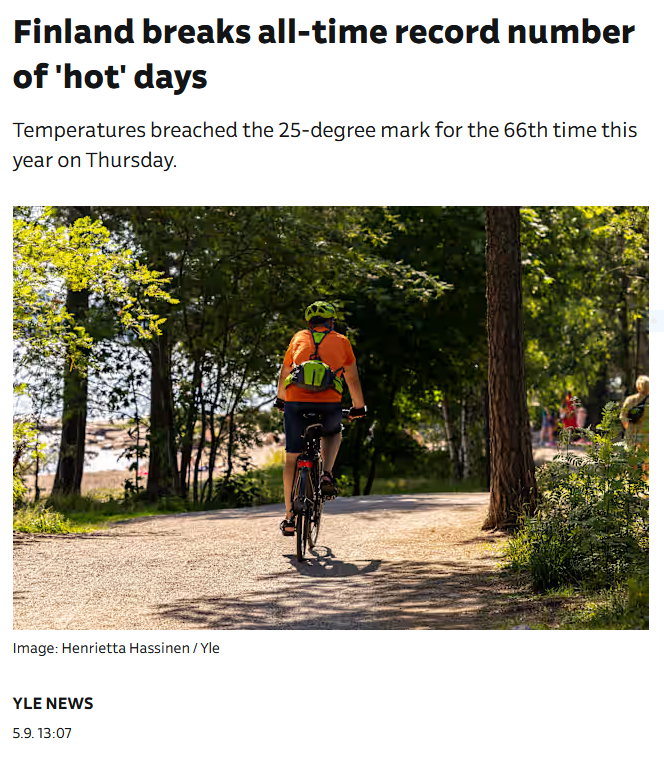 Finland breaks all-time record number
of 'hot' days
Temperatures breached the 25-degree mark for the 66th time this
year on Thursday.
Image: Henrietta Hassinen / Yle
YLE NEWS
5.9. 13:07